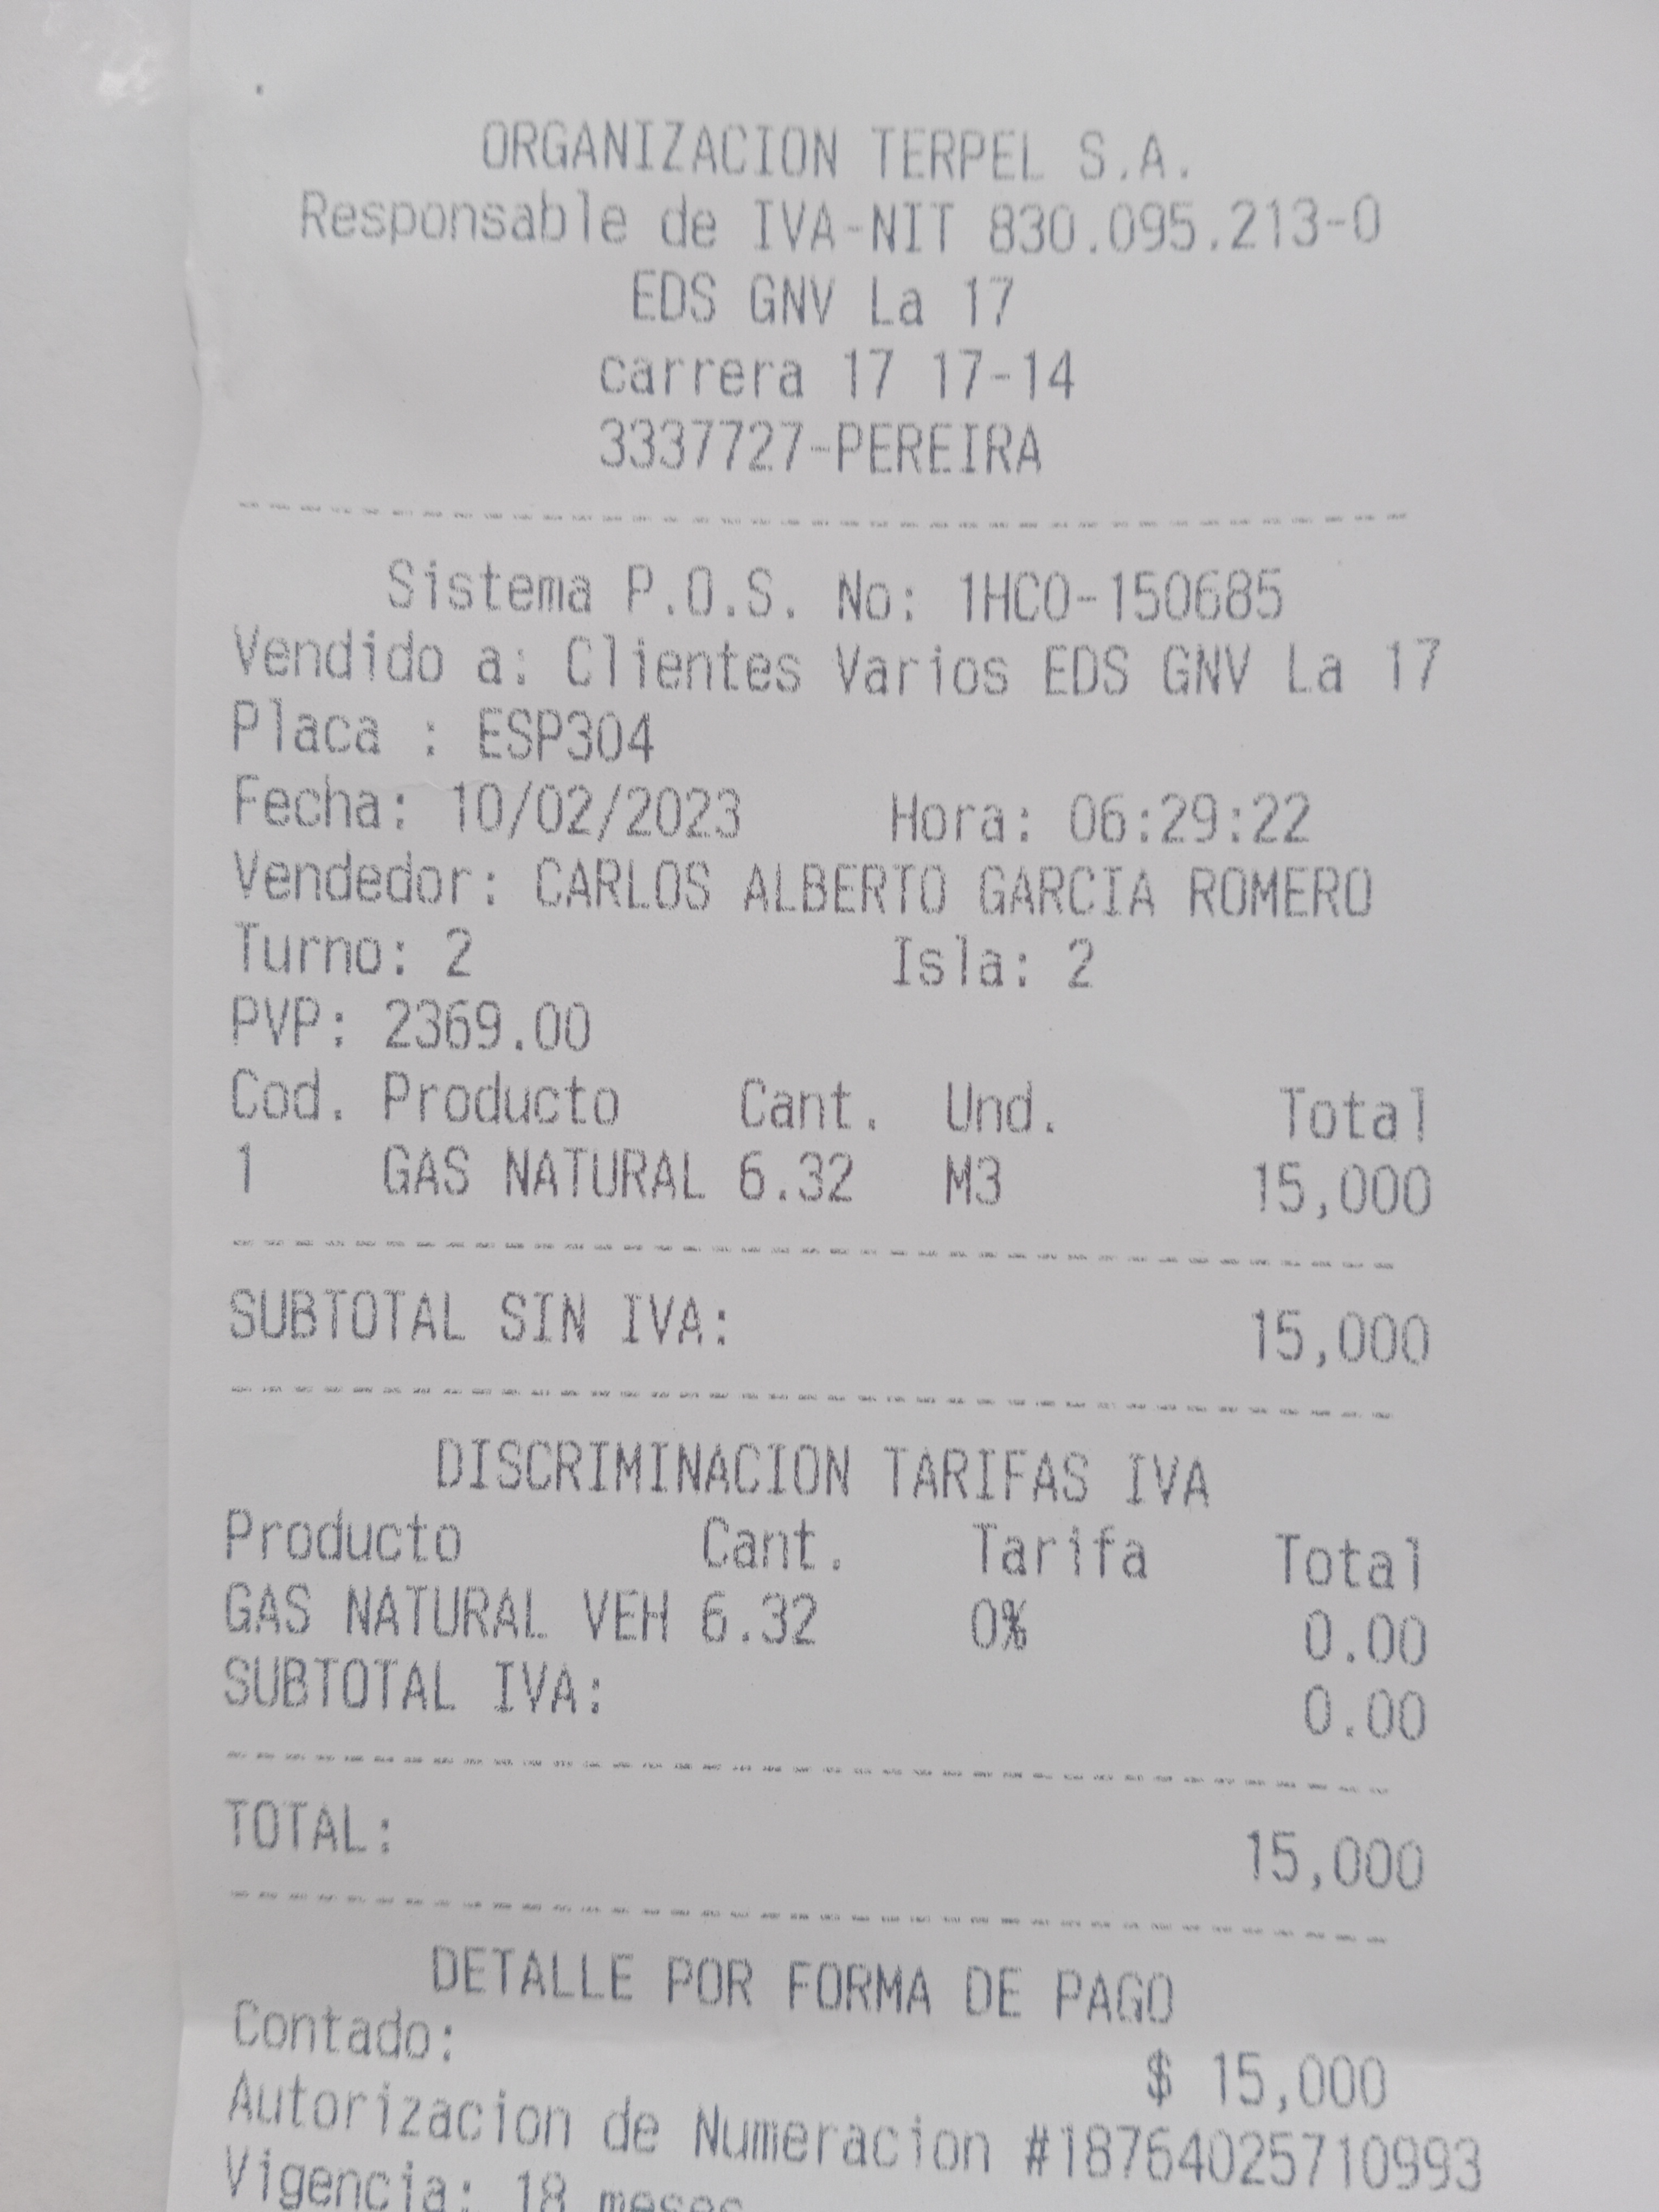 ORGANIZACION TERPEL S.A.
Responsable de IVA-NIT 830.095.213-0
EDS GNV La 17
carrera 17 17-14
3337727-PEREIRA
Sistema P.O.S. No: 1HCO-150685
Vendido a: Clientes Varios EDS GNV La 17
Placa : ESP304
Fecha: 10/02/2023 Hora: 06:29:22
Vendedor: CARLOS ALBERTO GARCIA ROMERO
Turno: 2 Isla: 2
PVP: 2369.00
Cod. Producto Cant. Und. Total
1 GAS NATURAL 6.32 M3 15,000
SUBTOTAL SIN IVA: 15,000
DISCRIMINACION TARIFAS IVA
Producto Cant. Tarifa Total
GAS NATURAL VEH 6.32 0% 0.00
SUBTOTAL IVA: 0.00
TOTAL: 15,000
DETALLE POR FORMA DE PAGO
Contado: $ 15,000
Autorizacion de Numeracion #18764025710993
Vigencia: 18 meses